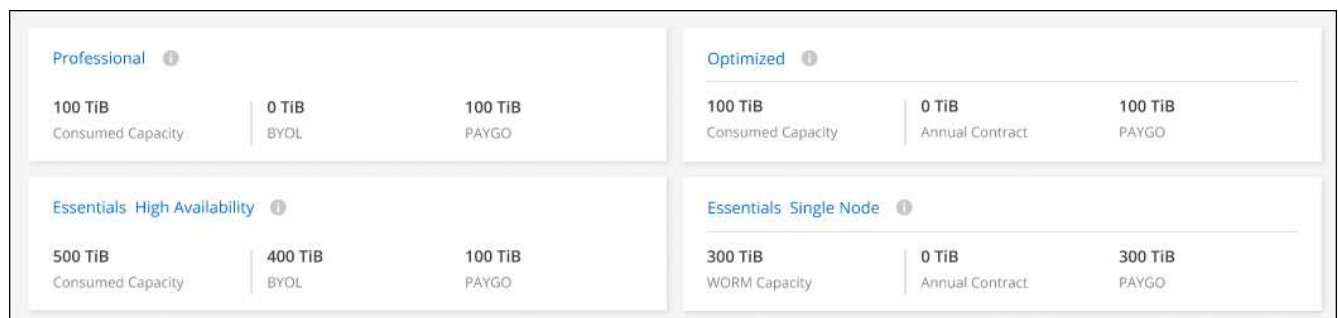 Professional
100 TiB 0 TiB 100 TiB
Consumed Capacity BYOL PAYGO
Optimized
100 TiB 0 TiB 100 TiB
Consumed Capacity Annual Contract PAYGO
Essentials High Availability
500 TiB 400 TiB 100 TiB
Consumed Capacity BYOL PAYGO
Essentials Single Node
300 TiB 0 TiB 300 TiB
WORM Capacity Annual Contract PAYGO